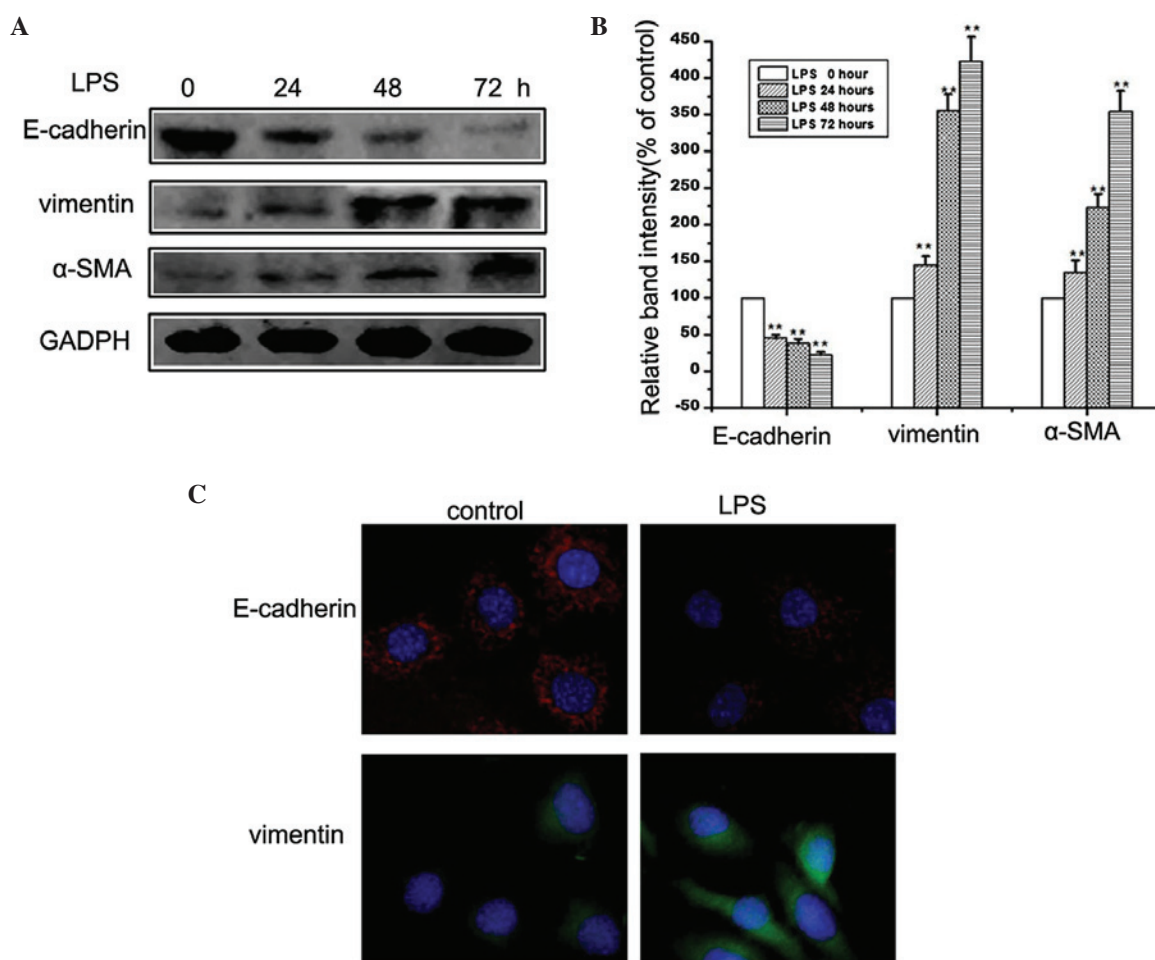 A
LPS 0 24 48 72 h
E-cadherin
vimentin
α-SMA
GADPH
B
Relative band intensity(% of control)
450
400
350
300
250
200
150
100
50
0
-50
LPS 0 hour
LPS 24 hours
LPS 48 hours
LPS 72 hours
** ** **
** ** **
** ** **
E-cadherin vimentin α-SMA
C
control LPS
E-cadherin
vimentin